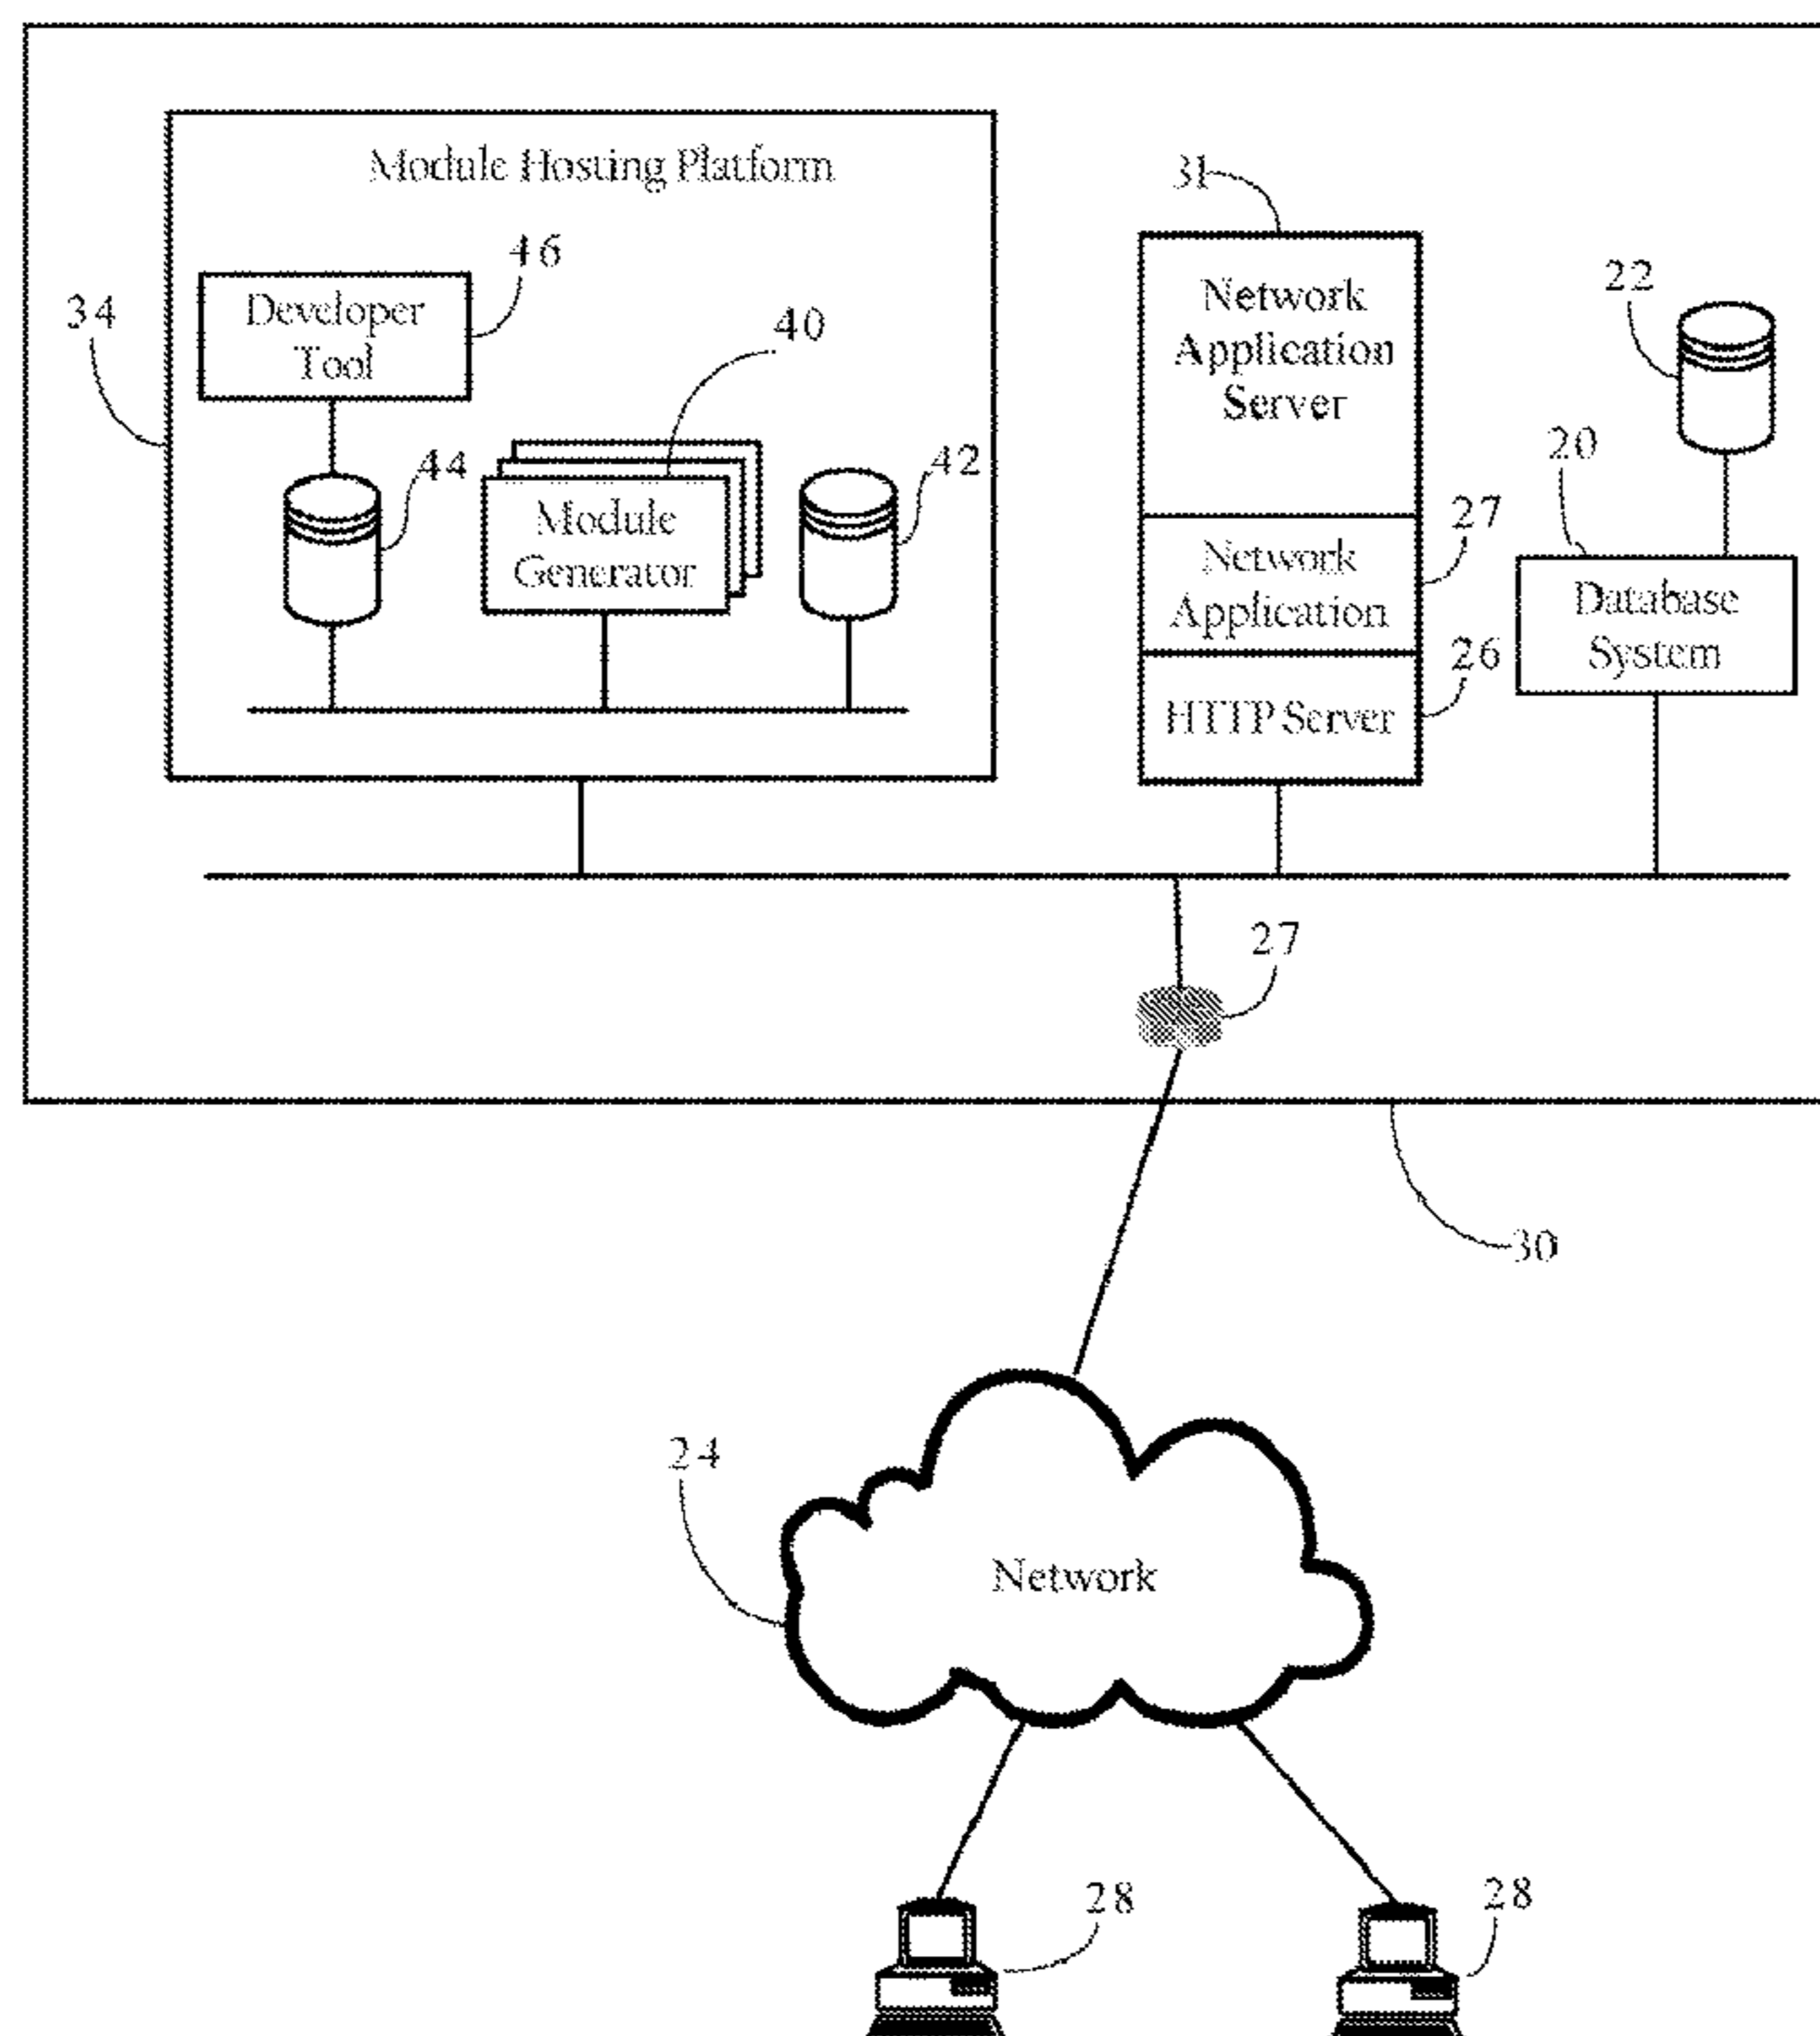 Module Hosting Platform
31
46
Developer
Tool
34
40
Network
Application
Server
22
44
Module
Generator
42
20
27
Network
Application
Database
System
26
HTTP Server
27
30
24
Network
28
28